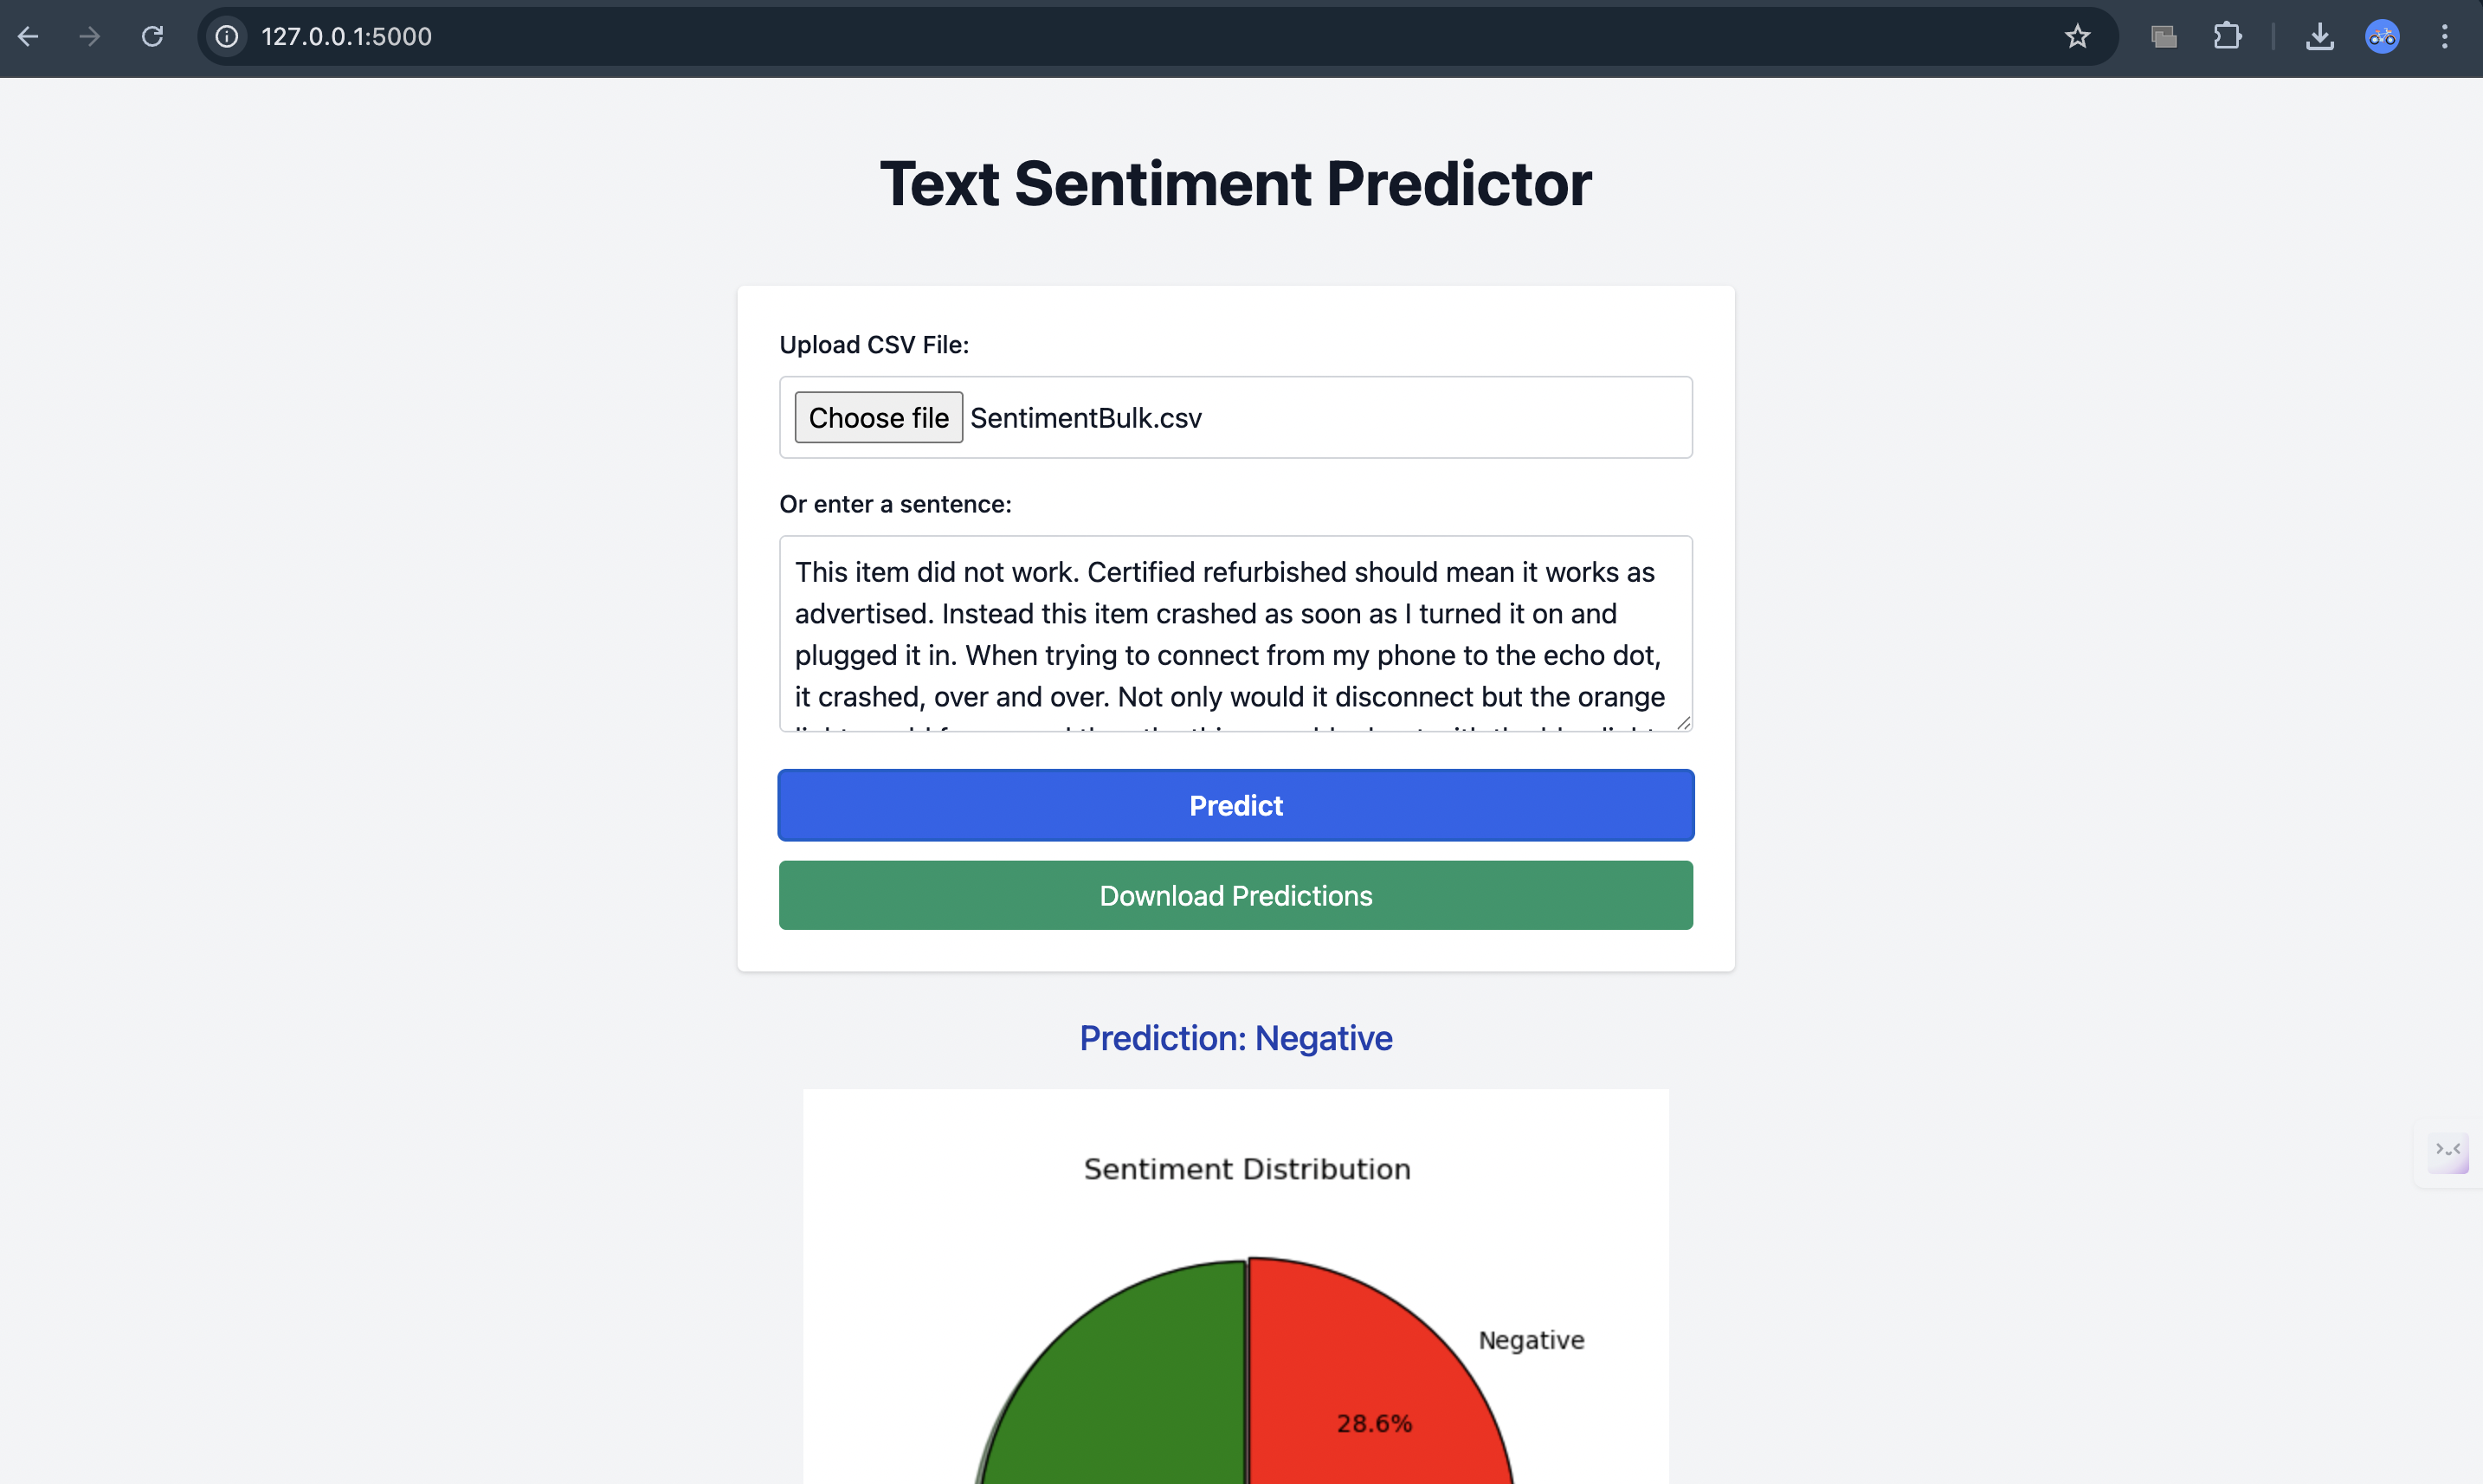 127.0.0.1:5000
Text Sentiment Predictor
Upload CSV File:
Choose file SentimentBulk.csv
Or enter a sentence:
This item did not work. Certified refurbished should mean it works as
advertised. Instead this item crashed as soon as I turned it on and
plugged it in. When trying to connect from my phone to the echo dot,
it crashed, over and over. Not only would it disconnect but the orange
Predict
Download Predictions
Prediction: Negative
Sentiment Distribution
Negative
28.6%